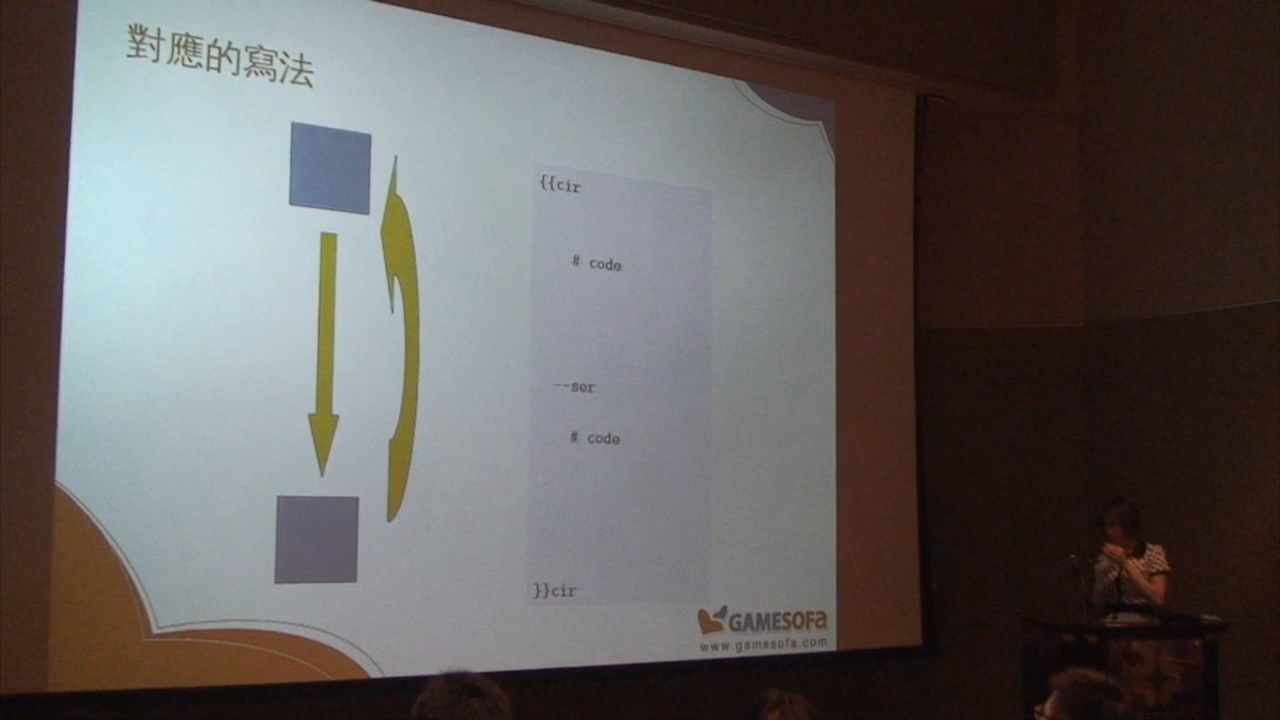 對應的寫法
{{cir
# code
--ser
# code
}}cir
GAMESOFA
www.gamesofa.com